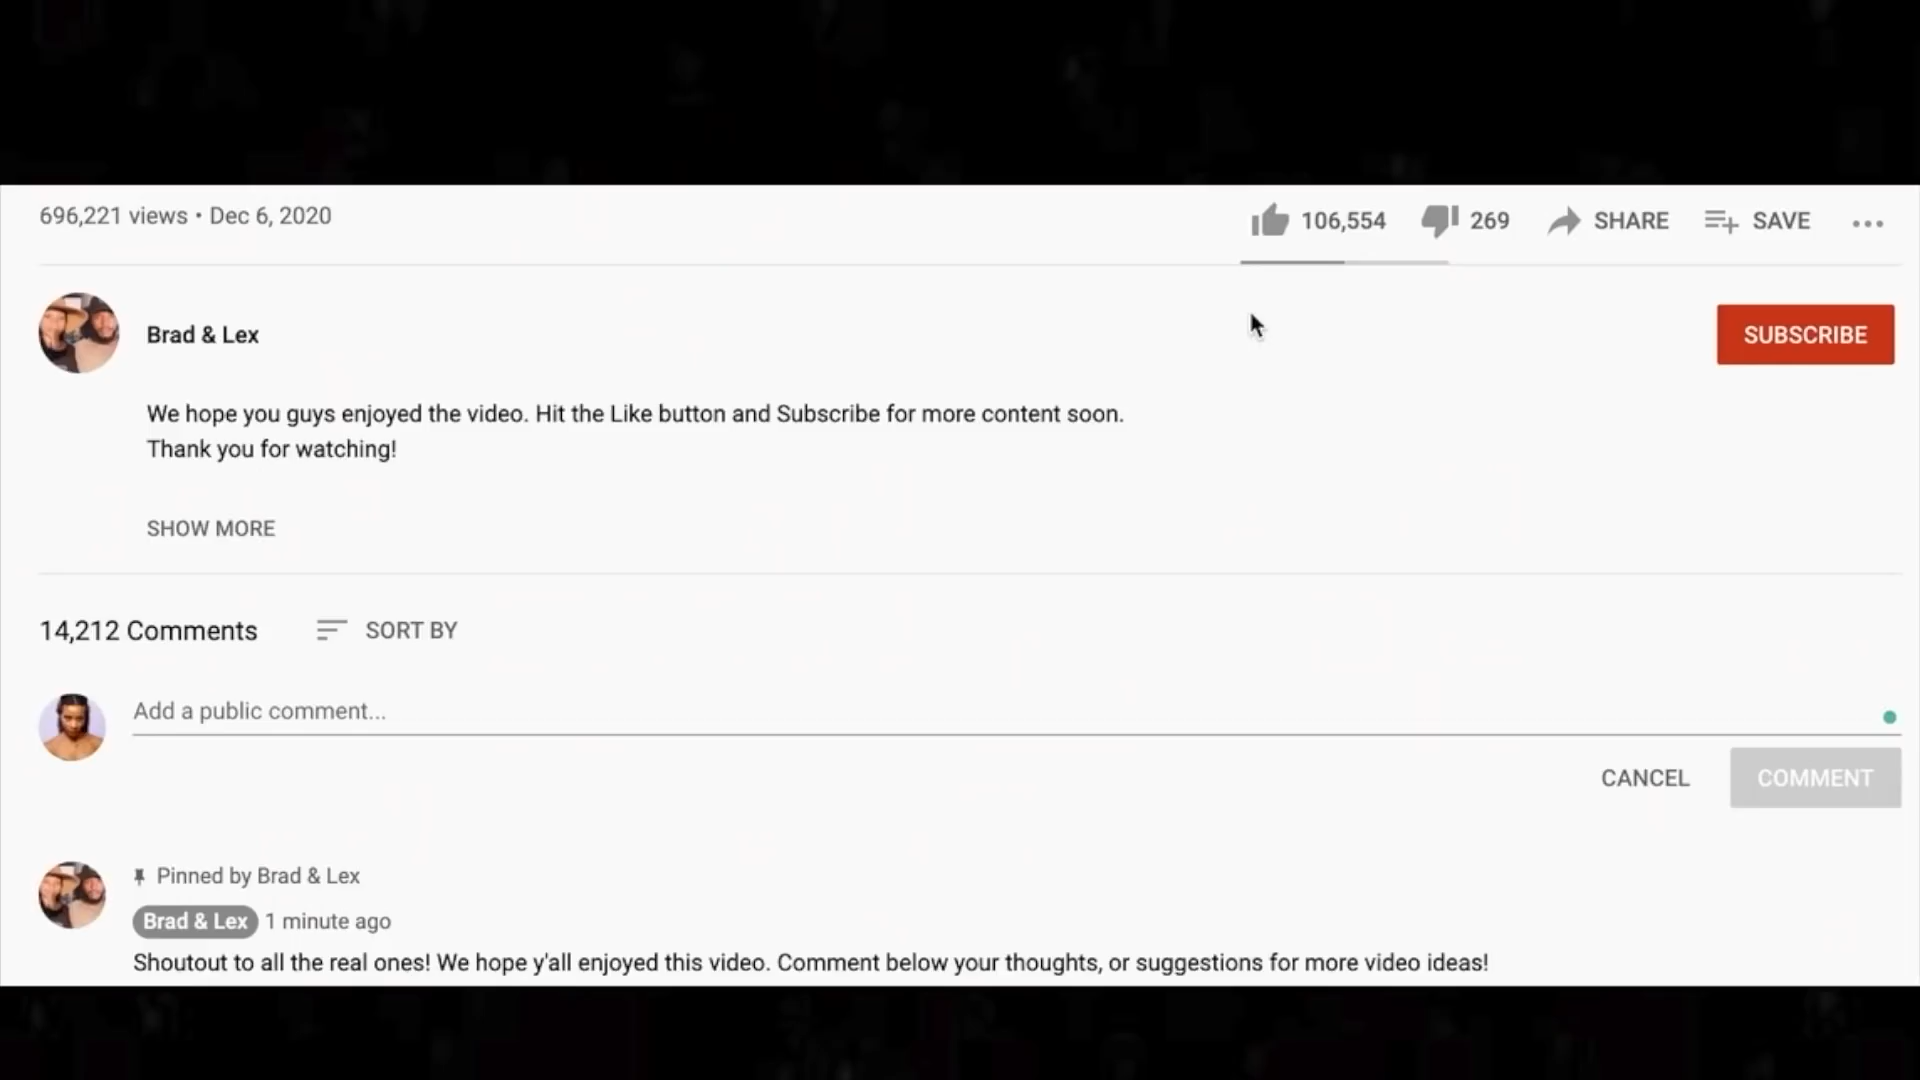 696,221 views • Dec 6, 2020
106,554
269
SHARE
SAVE
Brad & Lex
SUBSCRIBE
We hope you guys enjoyed the video. Hit the Like button and Subscribe for more content soon.
Thank you for watching!
SHOW MORE
14,212 Comments
SORT BY
Add a public comment...
CANCEL
COMMENT
Pinned by Brad & Lex
Brad & Lex 1 minute ago
Shoutout to all the real ones! We hope y'all enjoyed this video. Comment below your thoughts, or suggestions for more video ideas!